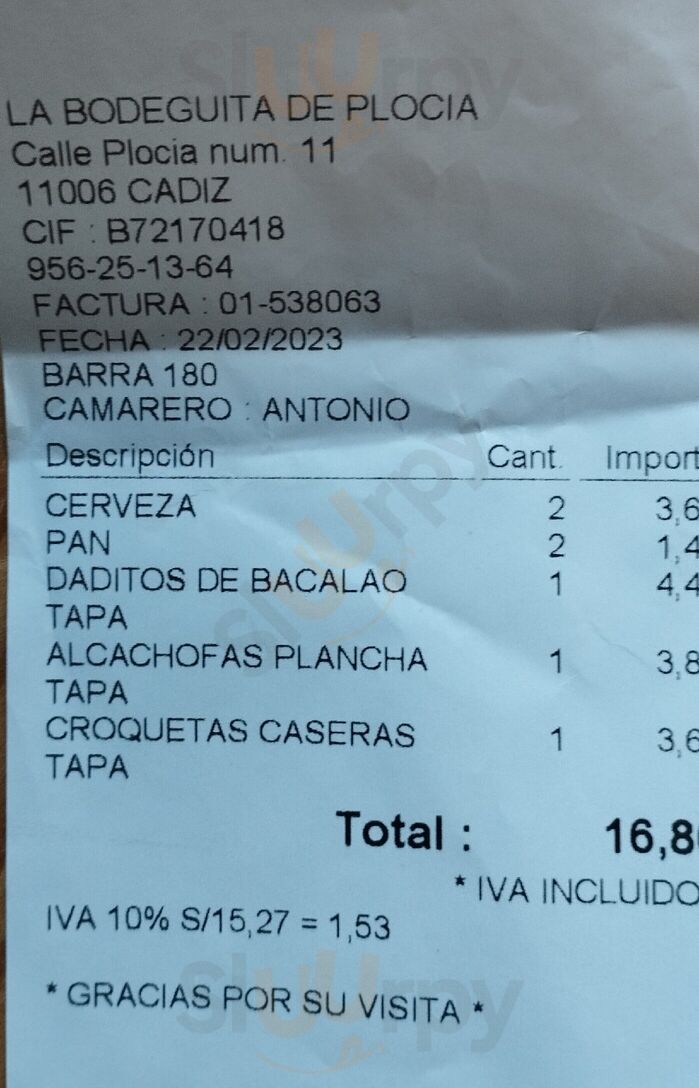 LA BODEGUITA DE PLOCIA
Calle Plocia num. 11
11006 CADIZ
CIF : B72170418
956-25-13-64
FACTURA : 01-538063
FECHA : 22/02/2023
BARRA 180
CAMARERO : ANTONIO
Descripción Cant. Import
CERVEZA 2 3,6
PAN 2 1,4
DADITOS DE BACALAO 1 4,4
TAPA
ALCACHOFAS PLANCHA 1 3,8
TAPA
CROQUETAS CASERAS 1 3,6
TAPA
Total : 16,8
* IVA INCLUIDO
IVA 10% S/15,27 = 1,53
* GRACIAS POR SU VISITA *
sluurpy
sluurpy
sluurpy